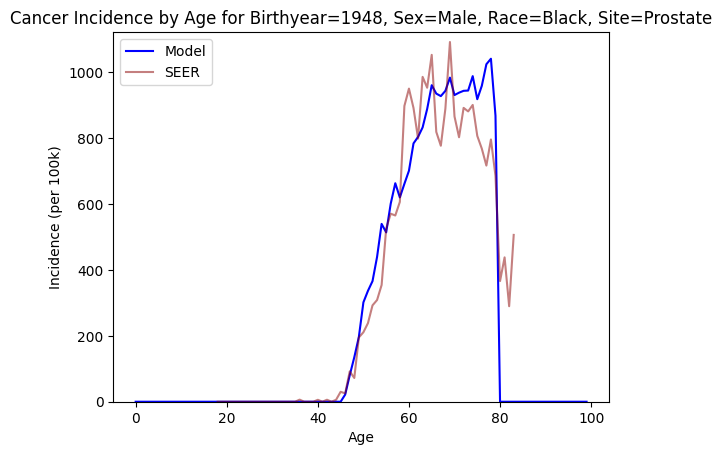 Cancer Incidence by Age for Birthyear=1948, Sex=Male, Race=Black, Site=Prostate
Model
SEER
1000
800
600
400
200
0
Incidence (per 100k)
0 20 40 60 80 100
Age